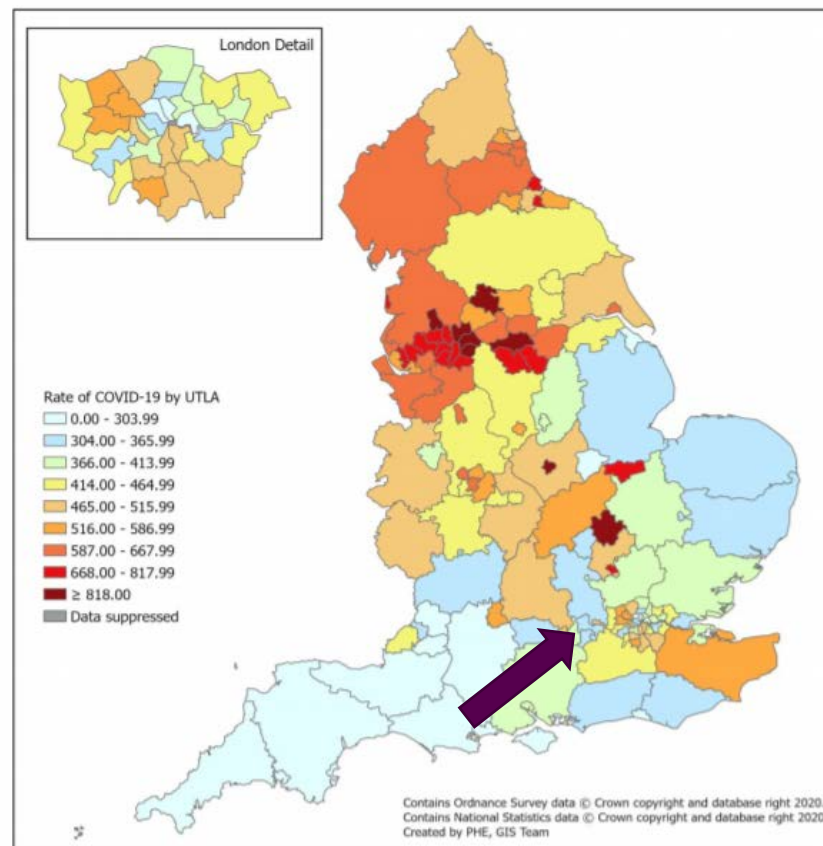 London Detail
Rate of COVID-19 by UTLA
0.00 - 303.99
304.00 - 365.99
366.00 - 413.99
414.00 - 464.99
465.00 - 515.99
516.00 - 586.99
587.00 - 667.99
668.00 - 817.99
≥ 818.00
Data suppressed
Contains Ordnance Survey data © Crown copyright and database right 2020.
Contains National Statistics data © Crown copyright and database right 2020
Created by PHE, GIS Team